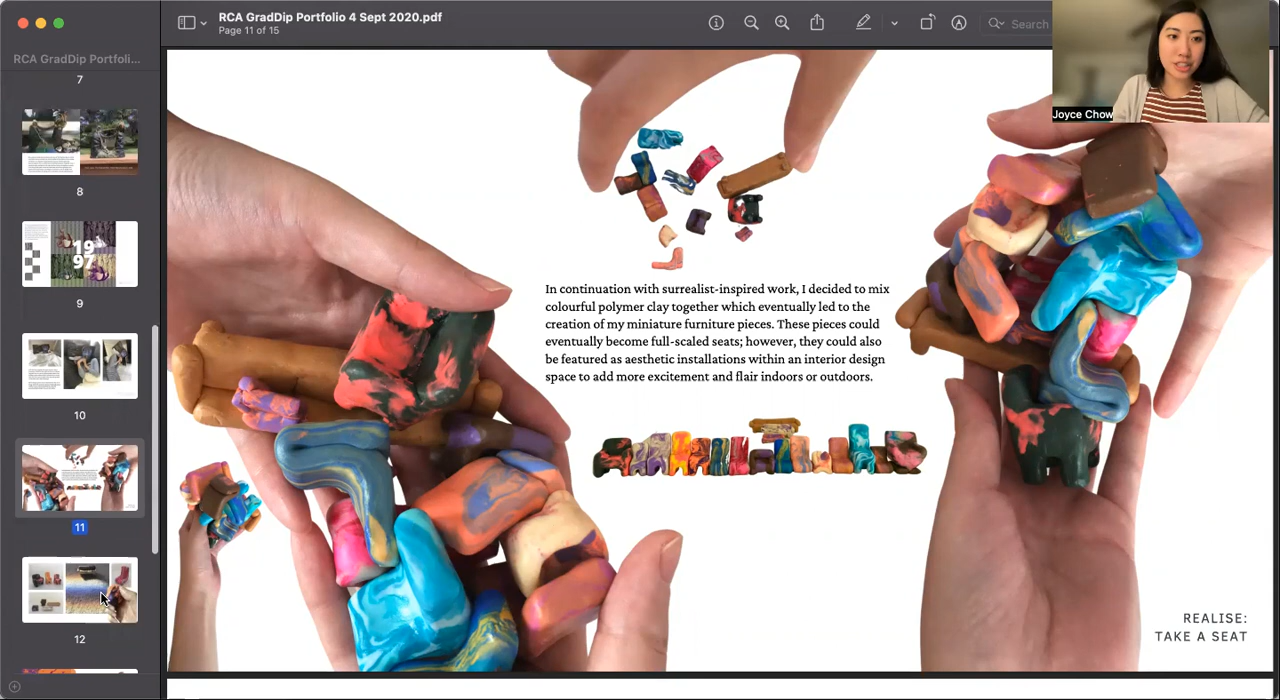 RCA GradDip Portfolio 4 Sept 2020.pdf
Page 11 of 15
Search
RCA GradDip Portfoli...
7
8
19
97
9
10
11
12
Joyce Chow
In continuation with surrealist-inspired work, I decided to mix
colourful polymer clay together which eventually led to the
creation of my miniature furniture pieces. These pieces could
eventually become full-scaled seats; however, they could also
be featured as aesthetic installations within an interior design
space to add more excitement and flair indoors or outdoors.
REALISE:
TAKE A SEAT